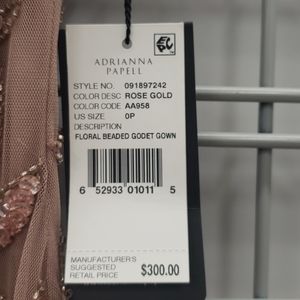 ADRIANNA
PAPELL
STYLE NO. 091897242
COLOR DESC ROSE GOLD
COLOR CODE AA958
US SIZE 0P
DESCRIPTION
FLORAL BEADED GODET GOWN
6 52933 01011 5
MANUFACTURER'S
SUGGESTED
RETAIL PRICE $300.00